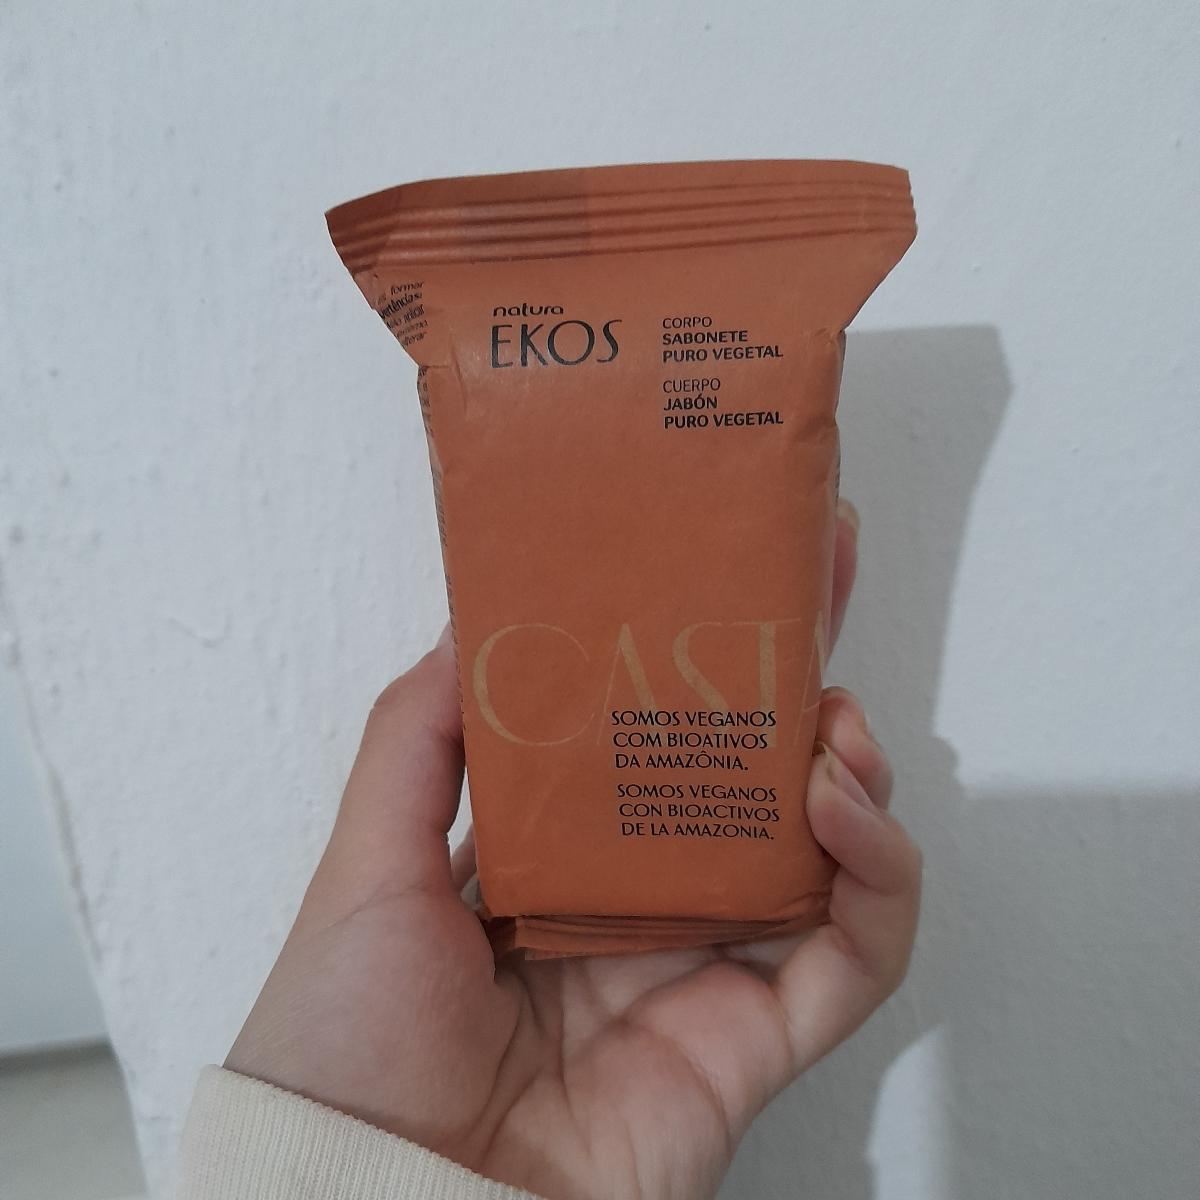 natura
EKOS
CORPO
SABONETE
PURO VEGETAL
CUERPO
JABÓN
PURO VEGETAL
formar
CASTA
SOMOS VEGANOS
COM BIOATIVOS
DA AMAZÔNIA.
SOMOS VEGANOS
CON BIOACTIVOS
DE LA AMAZONIA.